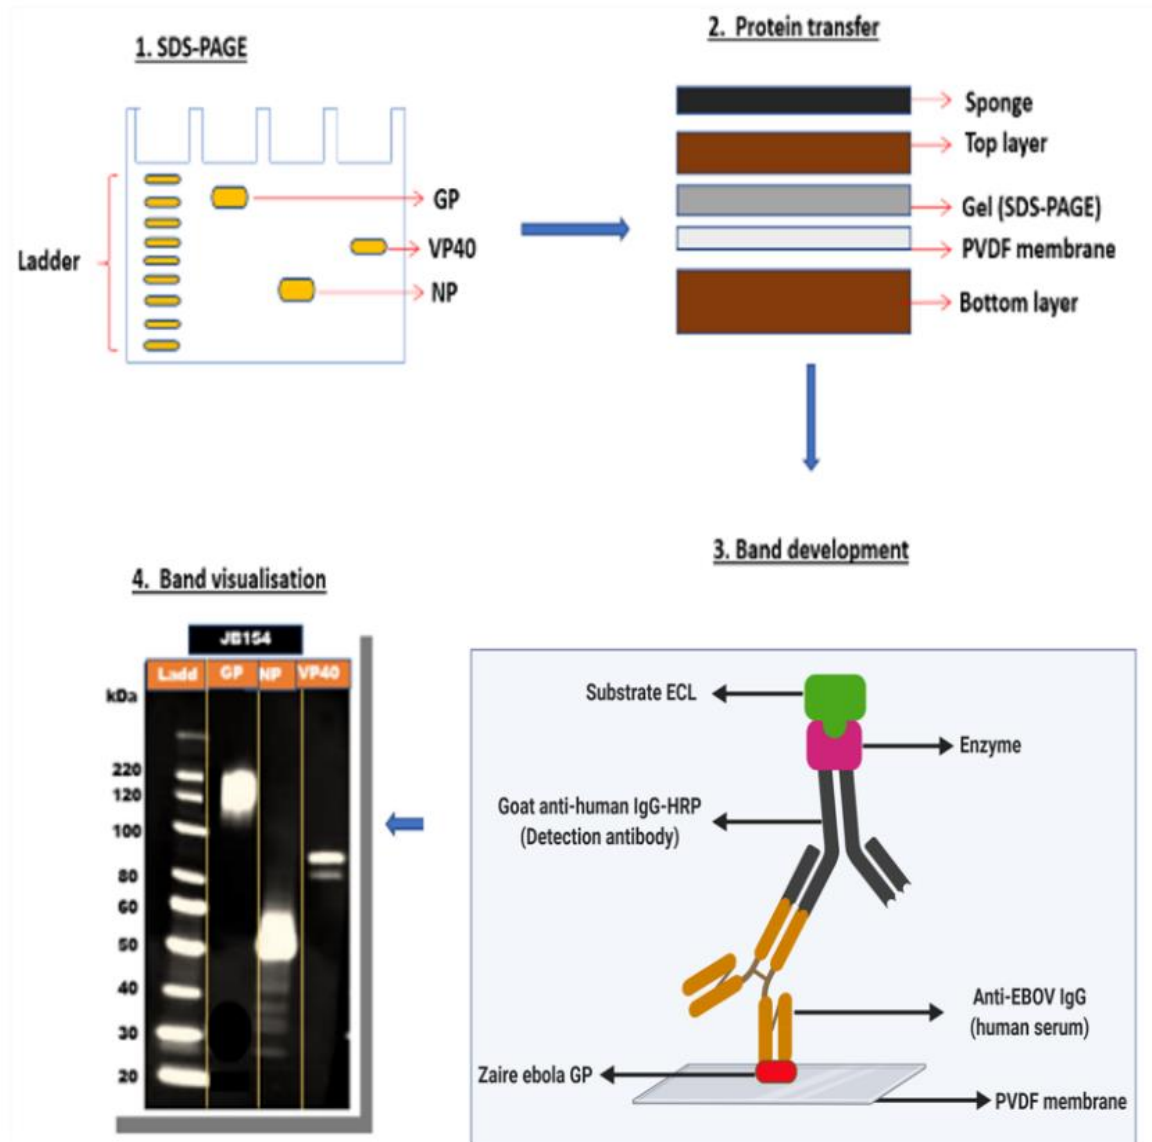 1. SDS-PAGE
Ladder
GP
VP40
NP
2. Protein transfer
Sponge
Top layer
Gel (SDS-PAGE)
PVDF membrane
Bottom layer
3. Band development
Substrate ECL
Enzyme
Goat anti-human IgG-HRP
(Detection antibody)
Anti-EBOV IgG
(human serum)
Zaire ebola GP
PVDF membrane
4. Band visualisation
JB154
Ladd GP NP VP40
kDa
220
120
100
80
60
50
40
30
20